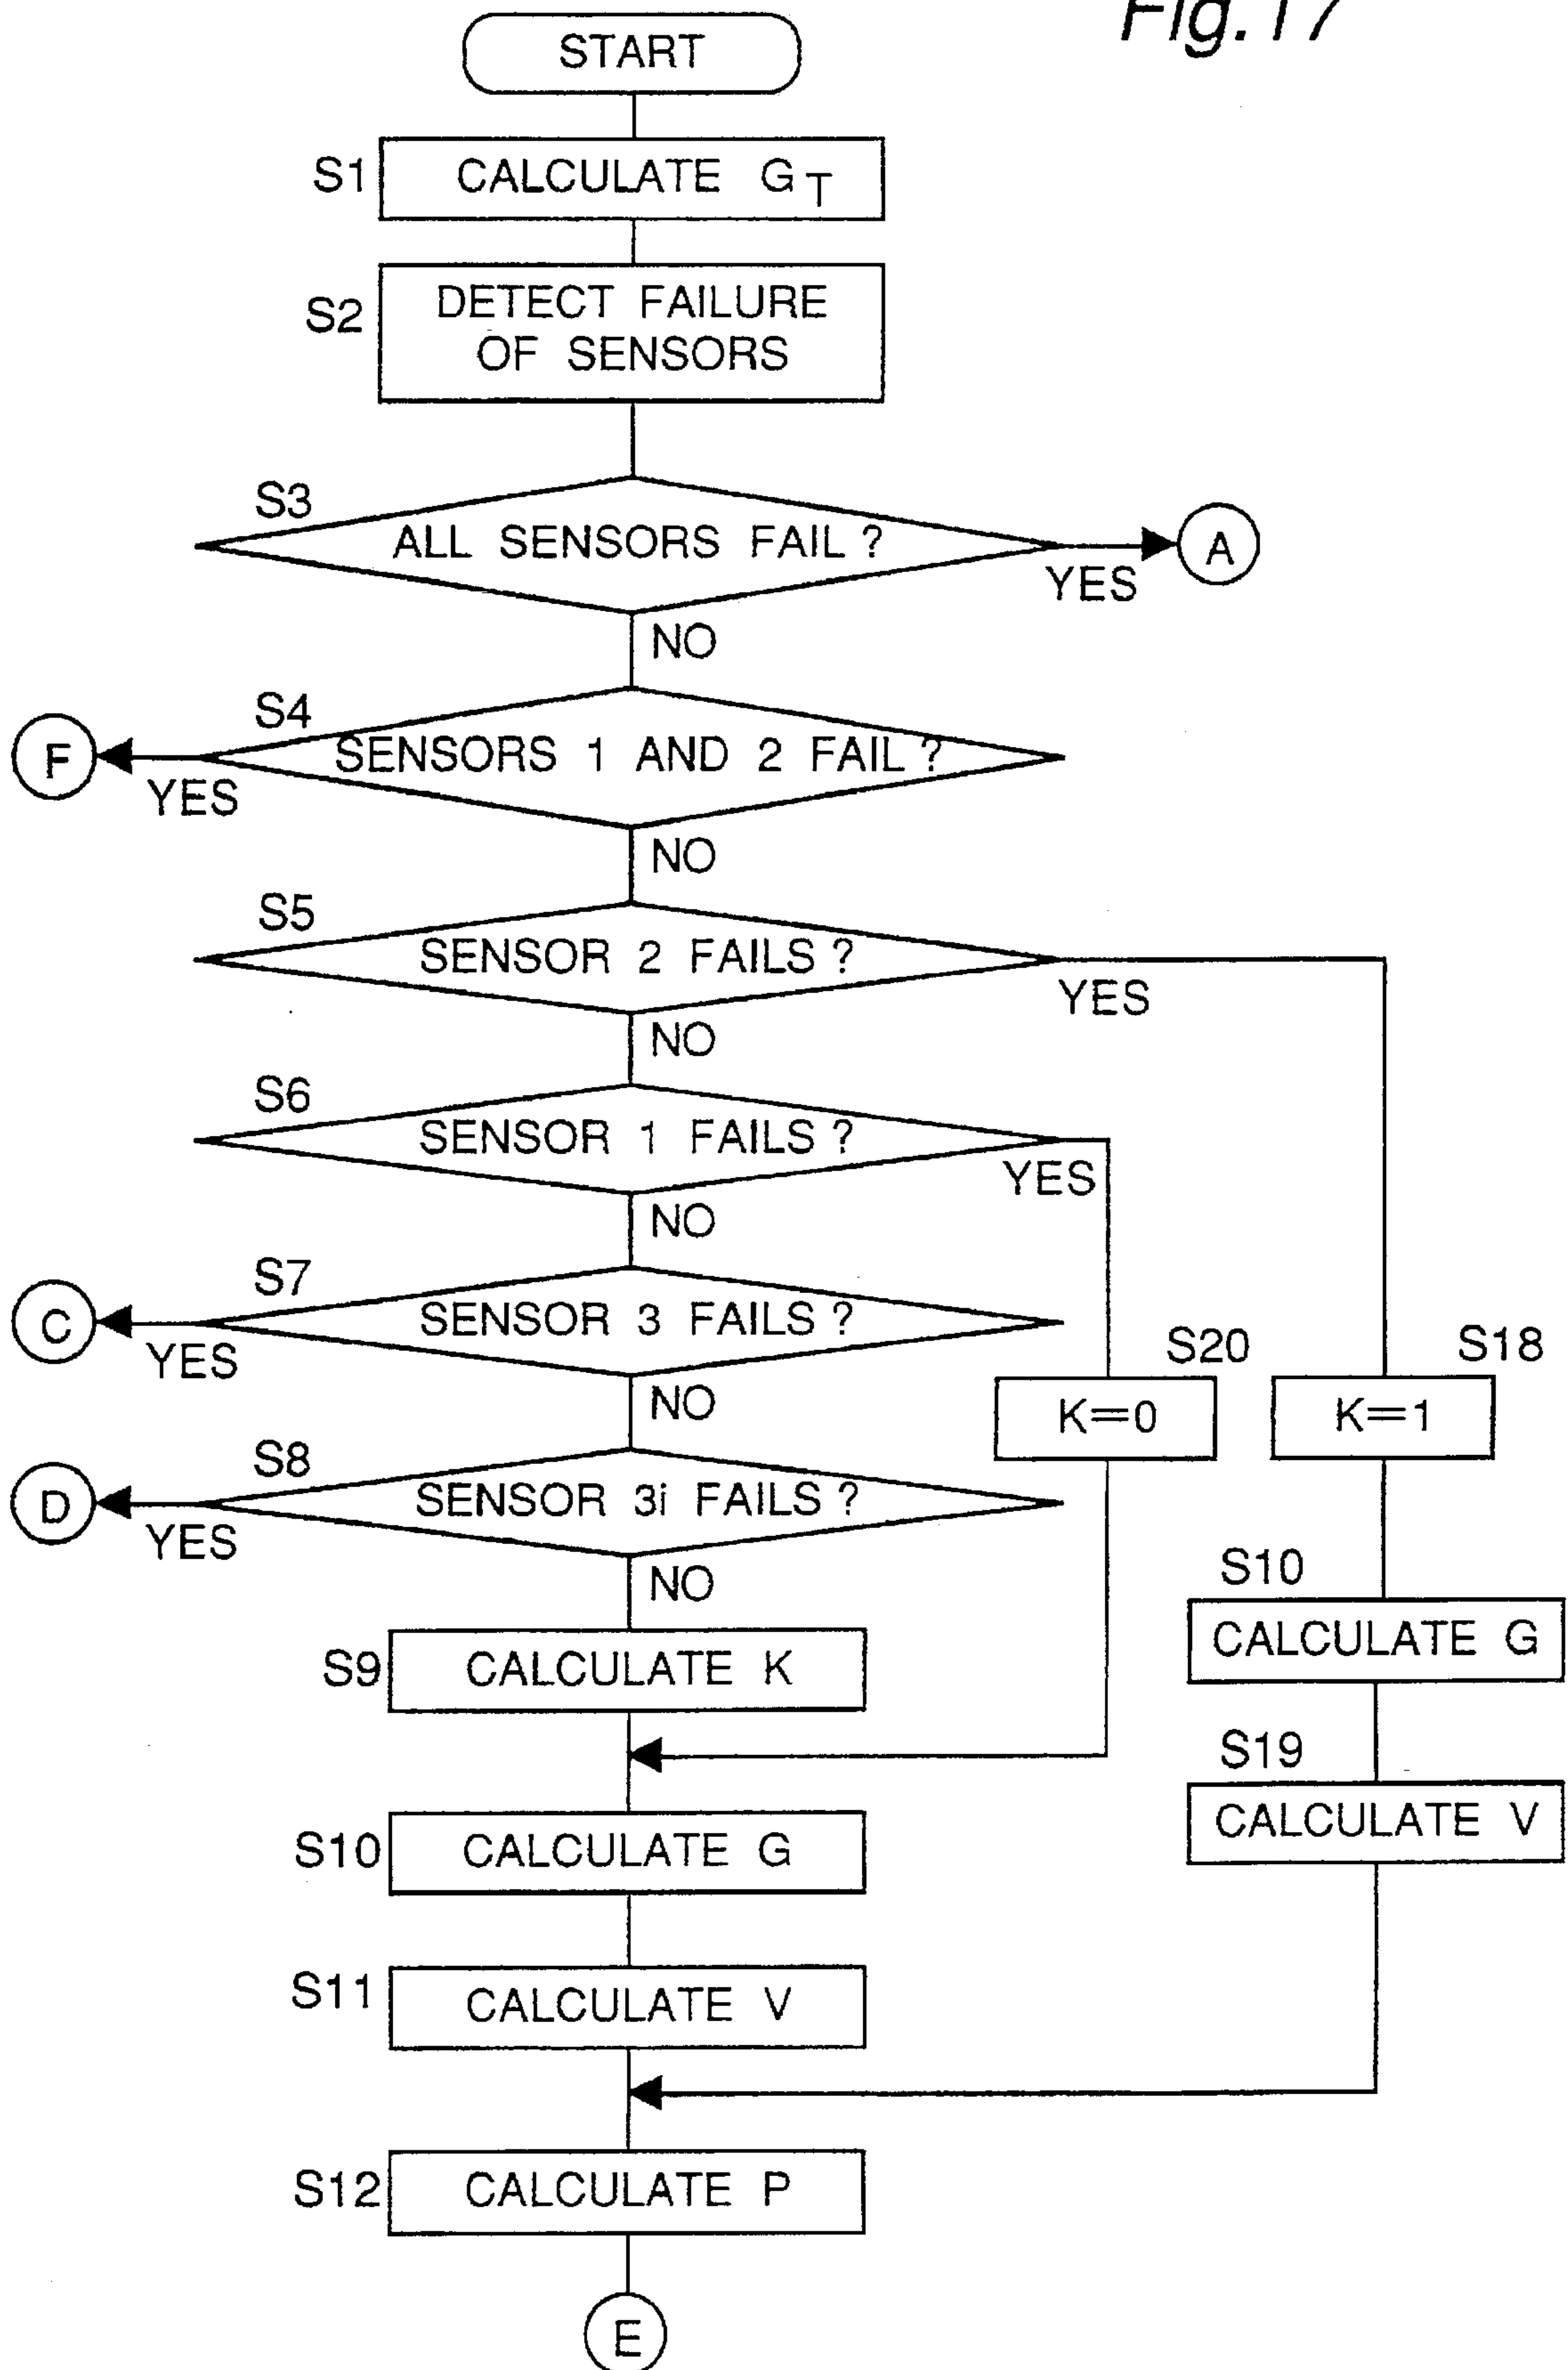 Fig.17
START
S1
CALCULATE GT
S2
DETECT FAILURE
OF SENSORS
S3
ALL SENSORS FAIL ?
YES
A
NO
S4
SENSORS 1 AND 2 FAIL ?
F
YES
NO
S5
SENSOR 2 FAILS ?
YES
NO
S6
SENSOR 1 FAILS ?
YES
NO
S7
SENSOR 3 FAILS ?
C
YES
NO
S20
K=0
S18
K=1
S8
SENSOR 3i FAILS ?
D
YES
NO
S10
CALCULATE G
S9
CALCULATE K
S19
CALCULATE V
S10
CALCULATE G
S11
CALCULATE V
S12
CALCULATE P
E